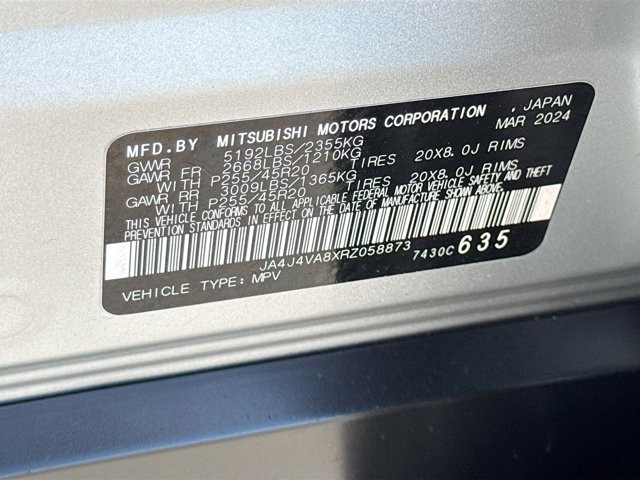 MFD.BY MITSUBISHI MOTORS CORPORATION , JAPAN
GVWR 5192LBS/2355KG MAR 2024
GAWR FR 2668LBS/1210KG
WITH P255/45R20 TIRES 20X8.0J RIMS
GAWR RR 3009LBS/1365KG
WITH P255/45R20 TIRES 20X8.0J RIMS
THIS VEHICLE CONFORMS TO ALL APPLICABLE FEDERAL MOTOR VEHICLE SAFETY AND THEFT
PREVENTION STANDARDS IN EFFECT ON THE DATE OF MANUFACTURE SHOWN ABOVE.
JA4J4VA8XRZ058873 7430C 635
VEHICLE TYPE: MPV